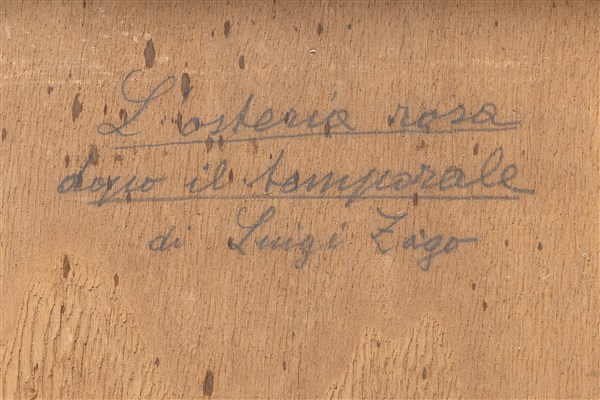 L'osteria rosa
dopo il temporale
di Luigi Zago